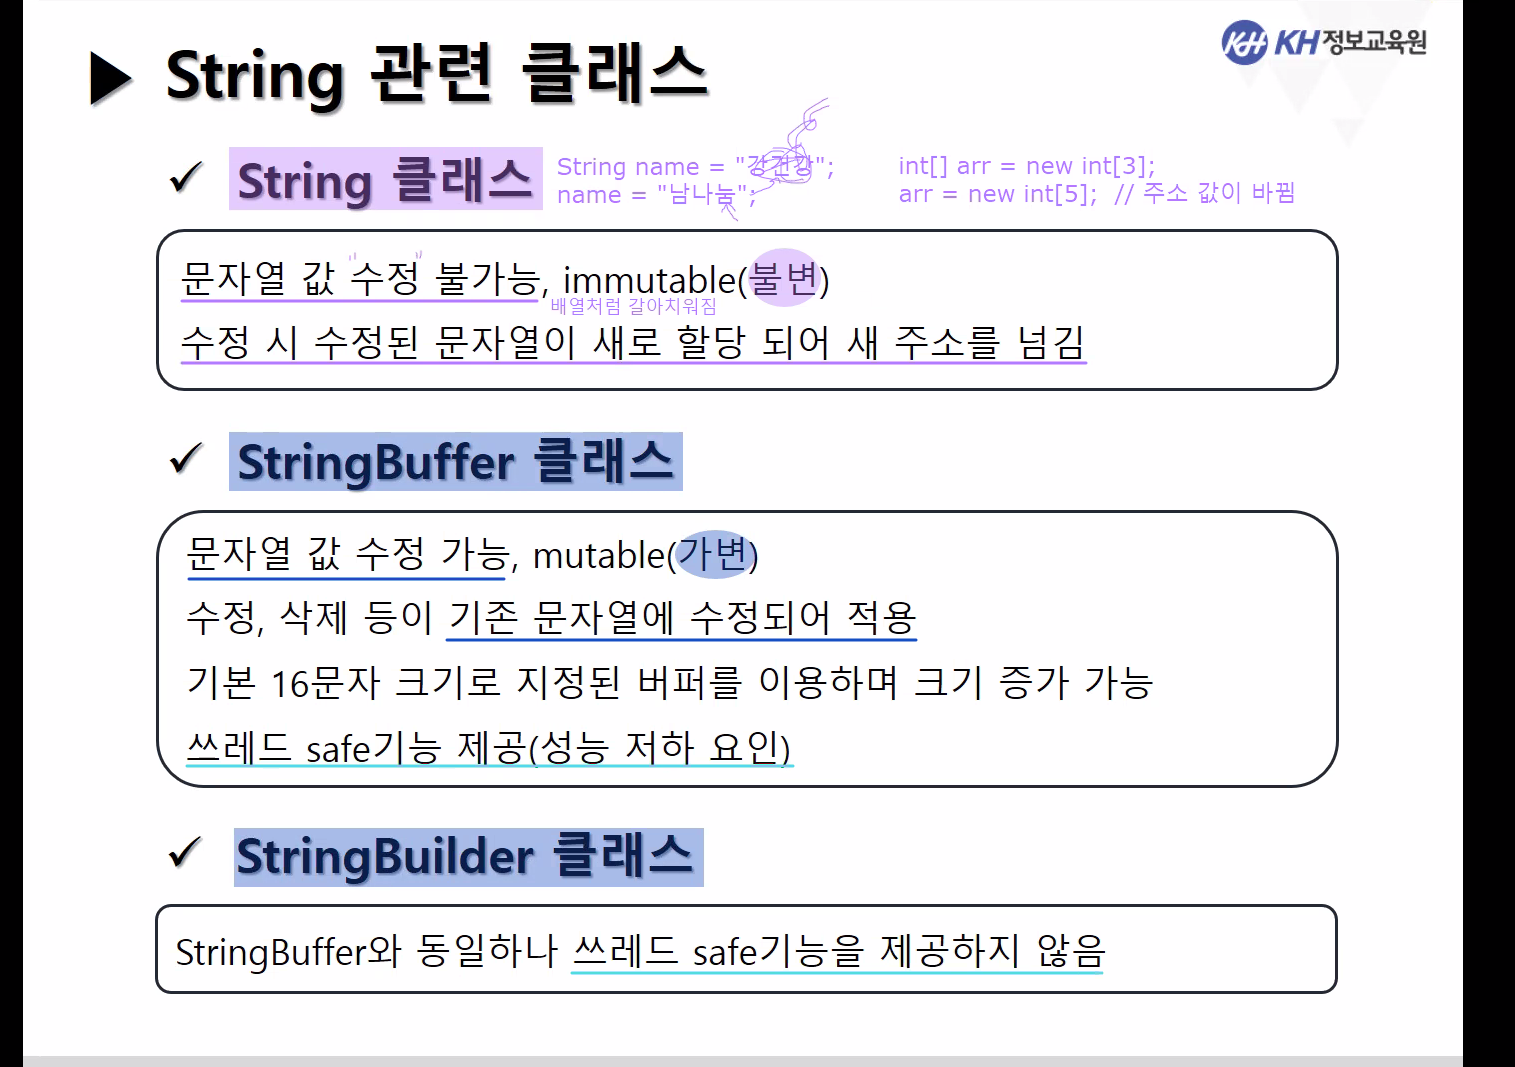 KH KH정보교육원
▶ String 관련 클래스
✓ String 클래스
String name = "강건강";
name = "남나눔";
int[] arr = new int[3];
arr = new int[5];  // 주소 값이 바뀜
문자열 값 "수정" 불가능, immutable(불변)
배열처럼 갈아치워짐
수정 시 수정된 문자열이 새로 할당 되어 새 주소를 넘김
✓ StringBuffer 클래스
문자열 값 수정 가능, mutable(가변)
수정, 삭제 등이 기존 문자열에 수정되어 적용
기본 16문자 크기로 지정된 버퍼를 이용하며 크기 증가 가능
쓰레드 safe기능 제공(성능 저하 요인)
✓ StringBuilder 클래스
StringBuffer와 동일하나 쓰레드 safe기능을 제공하지 않음